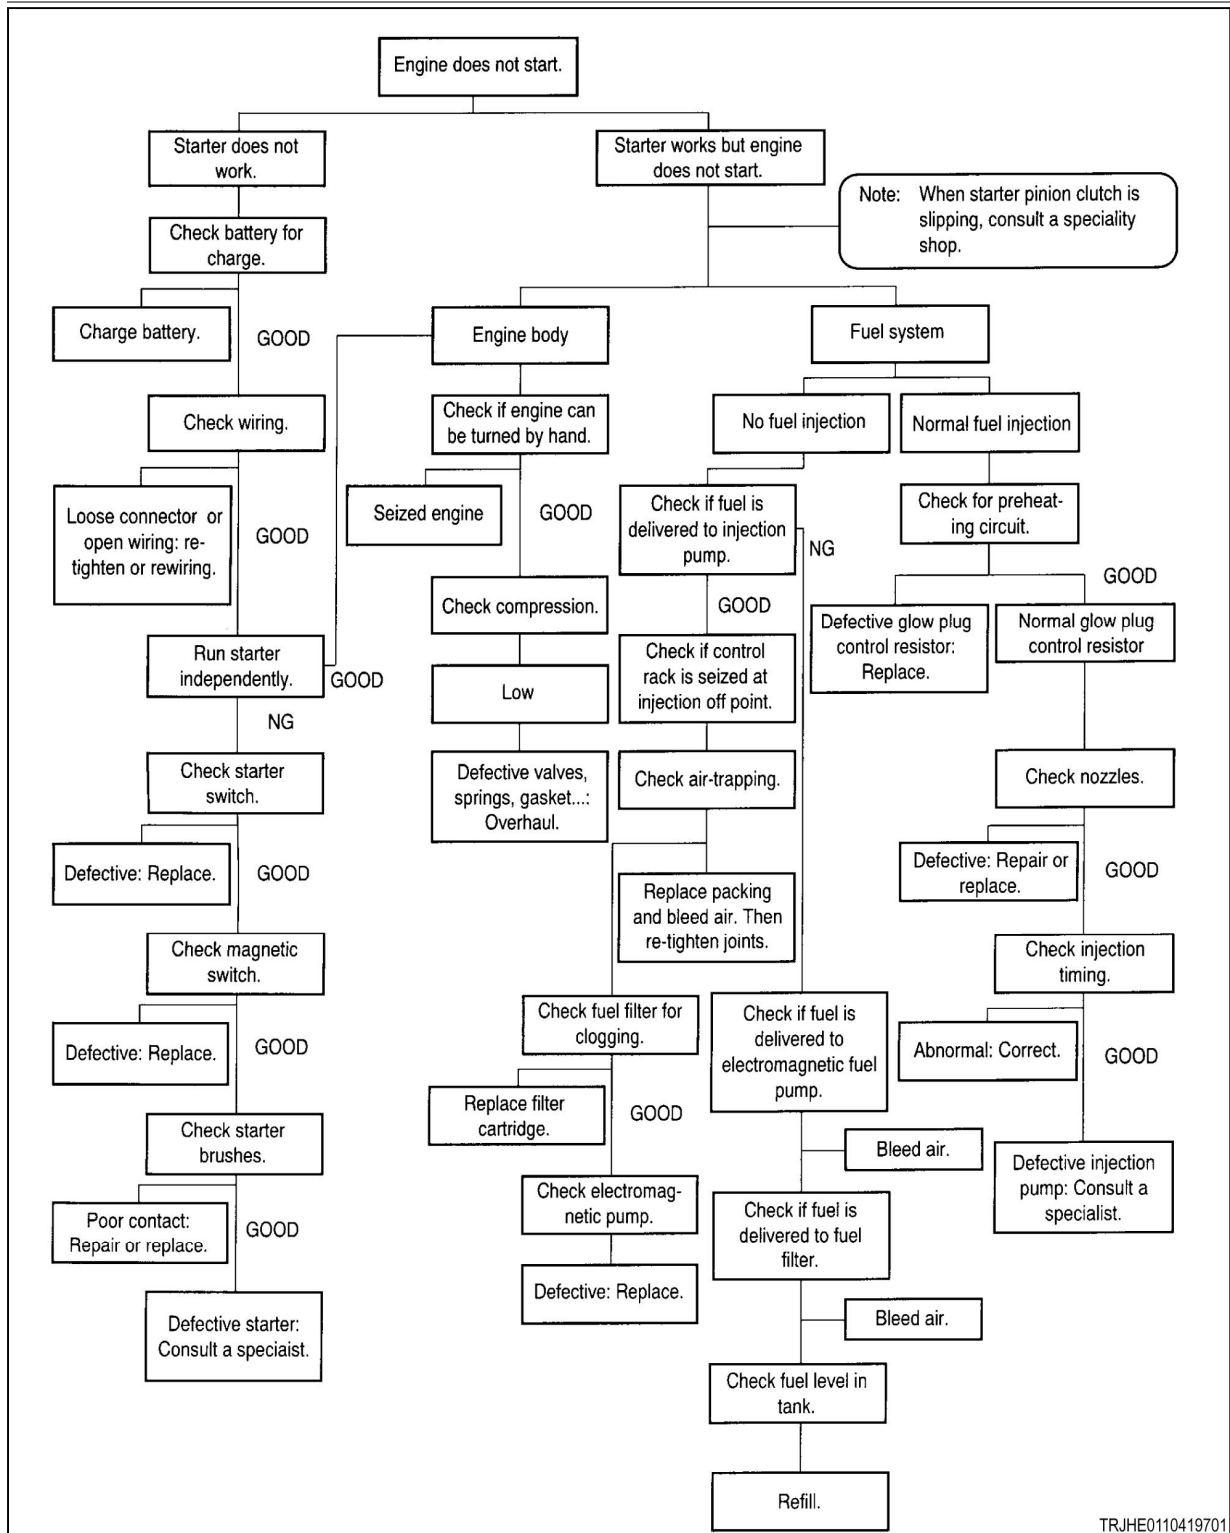 Engine does not start.
Starter does not
work.
Starter works but engine
does not start.
Note: When starter pinion clutch is
slipping, consult a speciality
shop.
Check battery for
charge.
Charge battery.
GOOD
Check wiring.
Loose connector or
open wiring: re-
tighten or rewiring.
GOOD
Run starter
independently.
GOOD
NG
Check starter
switch.
Defective: Replace.
GOOD
Check magnetic
switch.
Defective: Replace.
GOOD
Check starter
brushes.
Poor contact:
Repair or replace.
GOOD
Defective starter:
Consult a speciaist.
Engine body
Check if engine can
be turned by hand.
Seized engine
GOOD
Check compression.
Low
Defective valves,
springs, gasket...:
Overhaul.
Fuel system
No fuel injection
Normal fuel injection
Check if fuel is
delivered to injection
pump.
NG
GOOD
Check if control
rack is seized at
injection off point.
Check air-trapping.
Replace packing
and bleed air. Then
re-tighten joints.
Check fuel filter for
clogging.
Replace filter
cartridge.
GOOD
Check electromag-
netic pump.
Defective: Replace.
Check if fuel is
delivered to
electromagnetic fuel
pump.
Bleed air.
Check if fuel is
delivered to fuel
filter.
Bleed air.
Check fuel level in
tank.
Refill.
Check for preheat-
ing circuit.
GOOD
Defective glow plug
control resistor:
Replace.
Normal glow plug
control resistor
Check nozzles.
Defective: Repair or
replace.
GOOD
Check injection
timing.
Abnormal: Correct.
GOOD
Defective injection
pump: Consult a
specialist.
TRJHE0110419701